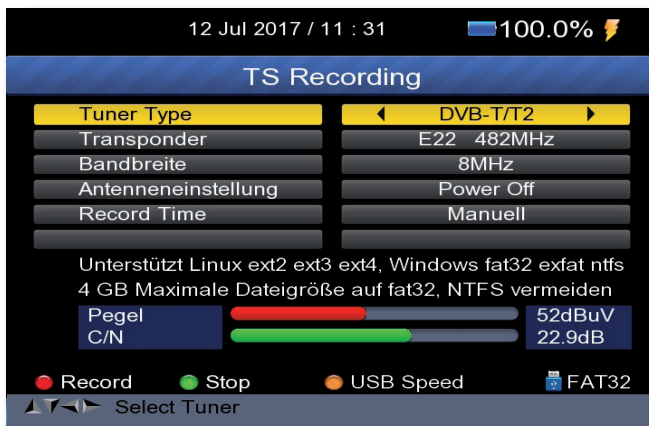 12 Jul 2017 / 11 : 31 100.0%
TS Recording
Tuner Type DVB-T/T2
Transponder E22 482MHz
Bandbreite 8MHz
Antenneneinstellung Power Off
Record Time Manuell
Unterstützt Linux ext2 ext3 ext4, Windows fat32 exfat ntfs
4 GB Maximale Dateigröße auf fat32, NTFS vermeiden
Pegel 52dBuV
C/N 22.9dB
Record Stop USB Speed FAT32
Select Tuner